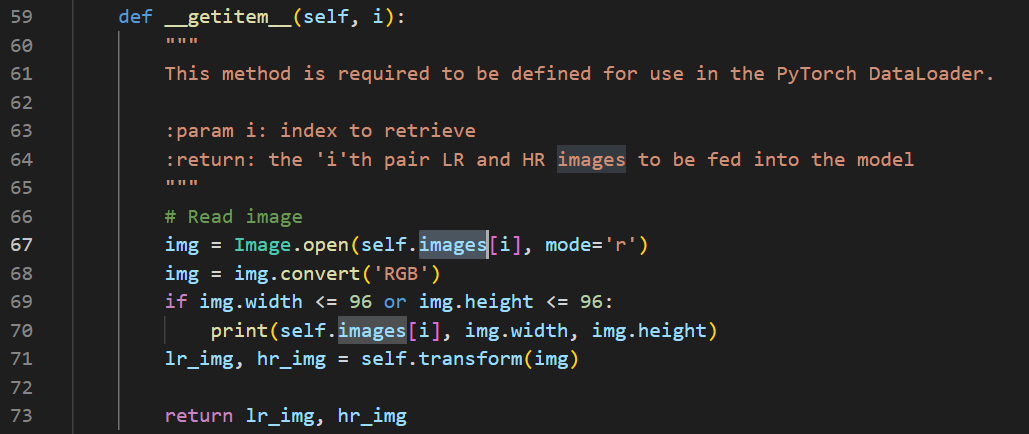 59 def __getitem__(self, i):
60 """
61 This method is required to be defined for use in the PyTorch DataLoader.
62
63 :param i: index to retrieve
64 :return: the 'i'th pair LR and HR images to be fed into the model
65 """
66 # Read image
67 img = Image.open(self.images[i], mode='r')
68 img = img.convert('RGB')
69 if img.width <= 96 or img.height <= 96:
70 print(self.images[i], img.width, img.height)
71 lr_img, hr_img = self.transform(img)
72
73 return lr_img, hr_img